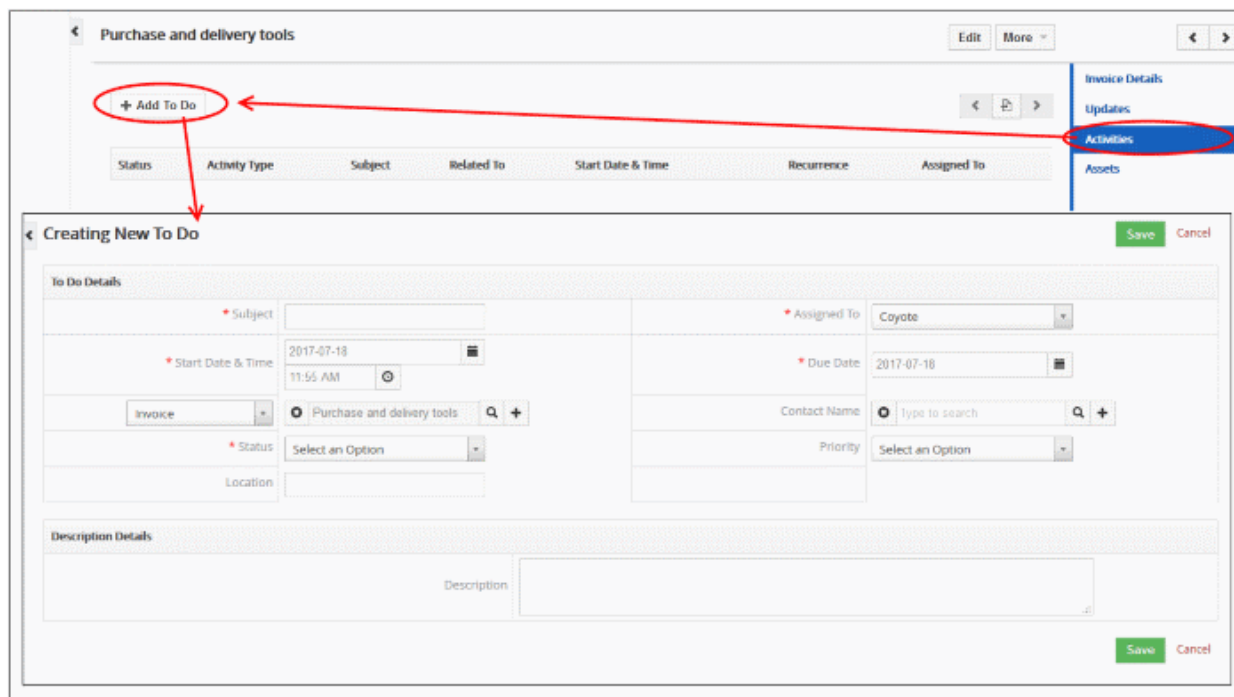 Purchase and delivery tools
Edit More
Invoice Details
+ Add To Do
Updates
Activities
Status Activity Type Subject Related To Start Date & Time Recurrence Assigned To
Assets
Creating New To Do
Save Cancel
To Do Details
* Subject
* Assigned To Coyote
* Start Date & Time 2017-07-18
11:55 AM
* Due Date 2017-07-18
Invoice Purchase and delivery tools
Contact Name Type to search
* Status Select an Option
Priority Select an Option
Location
Description Details
Description
Save Cancel